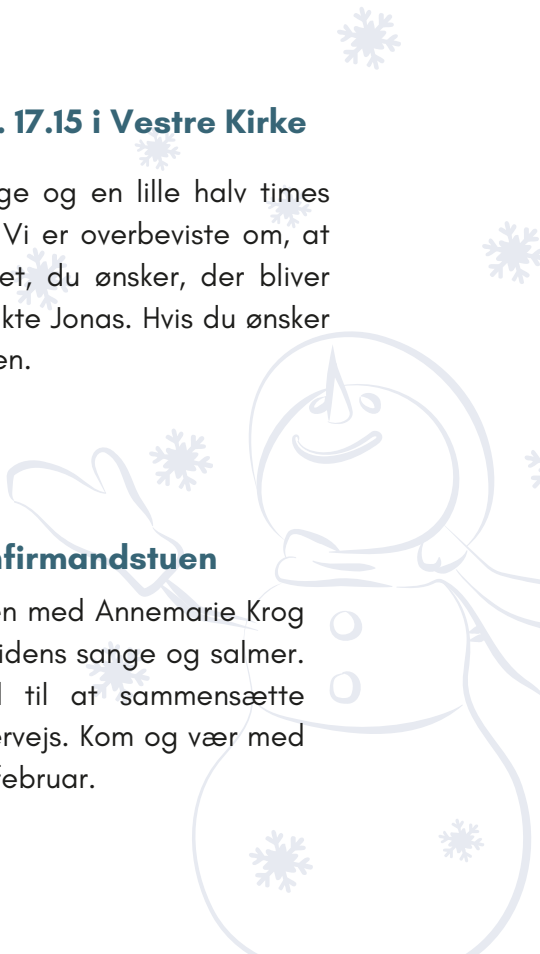 . 17.15 i Vestre Kirke
ge og en lille halv times
Vi er overbeviste om, at
et, du ønsker, der bliver
kte Jonas. Hvis du ønsker
en.
nfirmandstuen
en med Annemarie Krog
idens sange og salmer.
l til at sammensætte
ervejs. Kom og vær med
februar.